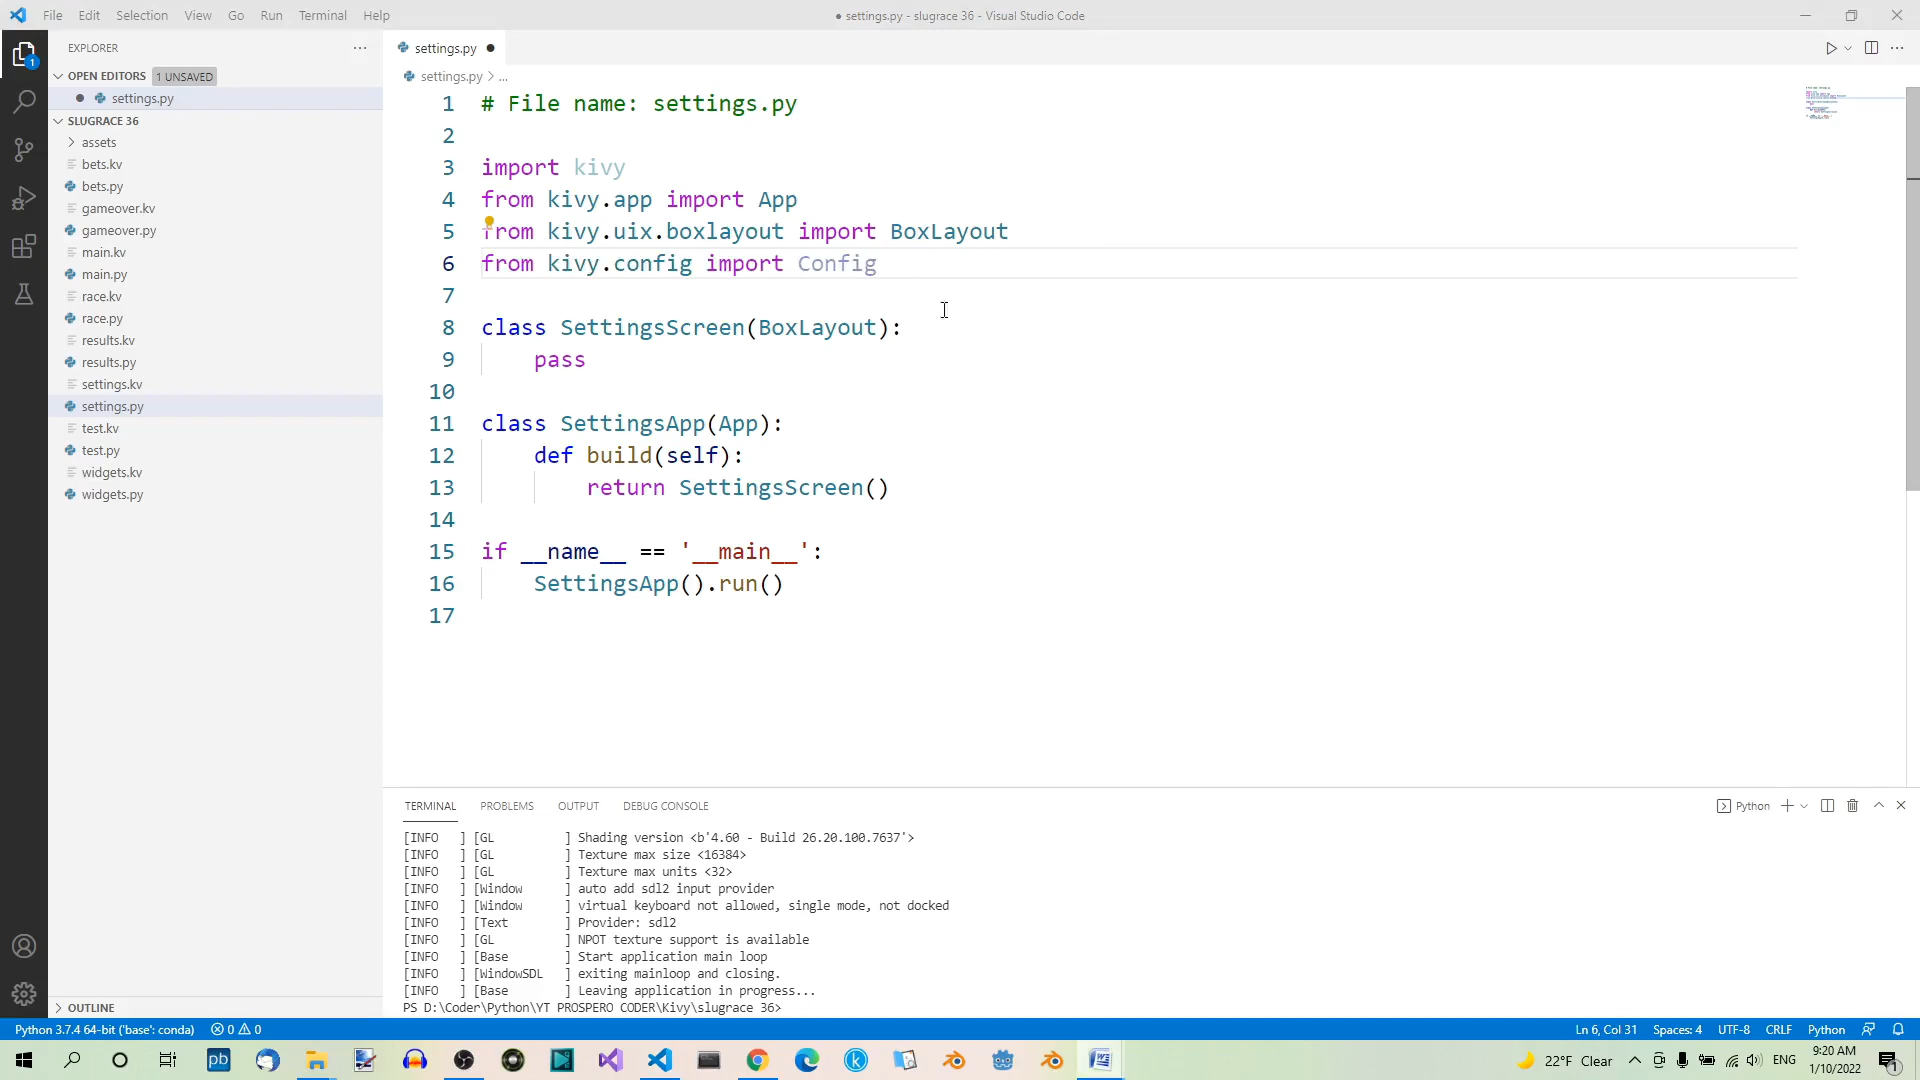 File Edit Selection View Go Run Terminal Help
● settings.py - slugrace 36 - Visual Studio Code
EXPLORER
OPEN EDITORS 1 UNSAVED
settings.py
SLUGRACE 36
assets
bets.kv
bets.py
gameover.kv
gameover.py
main.kv
main.py
race.kv
race.py
results.kv
results.py
settings.kv
settings.py
test.kv
test.py
widgets.kv
widgets.py
OUTLINE
1
settings.py
settings.py > ...
1 # File name: settings.py
2
3 import kivy
4 from kivy.app import App
5 from kivy.uix.boxlayout import BoxLayout
6 from kivy.config import Config
7
8 class SettingsScreen(BoxLayout):
9 pass
10
11 class SettingsApp(App):
12 def build(self):
13 return SettingsScreen()
14
15 if __name__ == '__main__':
16 SettingsApp().run()
17
TERMINAL PROBLEMS OUTPUT DEBUG CONSOLE
Python
[INFO   ] [GL          ] Shading version <b'4.60 - Build 26.20.100.7637'>
[INFO   ] [GL          ] Texture max size <16384>
[INFO   ] [GL          ] Texture max units <32>
[INFO   ] [Window      ] auto add sdl2 input provider
[INFO   ] [Window      ] virtual keyboard not allowed, single mode, not docked
[INFO   ] [Text        ] Provider: sdl2
[INFO   ] [GL          ] NPOT texture support is available
[INFO   ] [Base        ] Start application main loop
[INFO   ] [WindowSDL   ] exiting mainloop and closing.
[INFO   ] [Base        ] Leaving application in progress...
PS D:\Coder\Python\YT PROSPERO CODER\Kivy\slugrace 36>
Python 3.7.4 64-bit ('base': conda) 0 0 Ln 6, Col 31 Spaces: 4 UTF-8 CRLF Python
pb
22°F Clear ENG
9:20 AM
1/10/2022
1